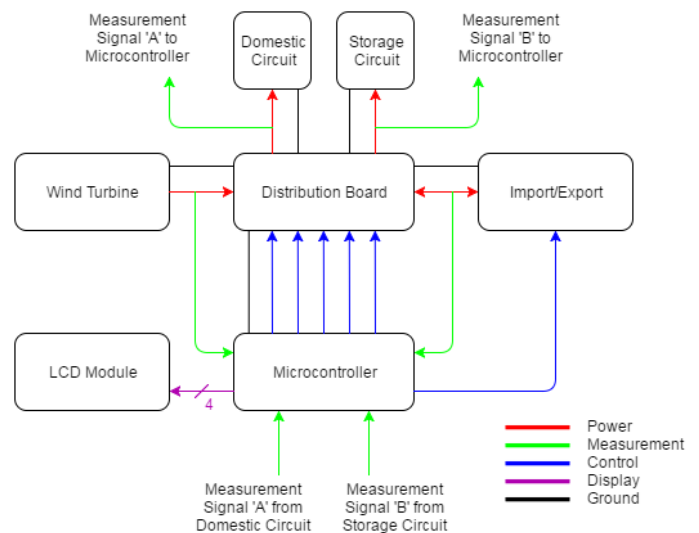 Measurement
Signal 'A' to
Microcontroller
Domestic
Circuit
Storage
Circuit
Measurement
Signal 'B' to
Microcontroller
Wind Turbine
Distribution Board
Import/Export
LCD Module
Microcontroller
4
Measurement
Signal 'A' from
Domestic Circuit
Measurement
Signal 'B' from
Storage Circuit
Power
Measurement
Control
Display
Ground